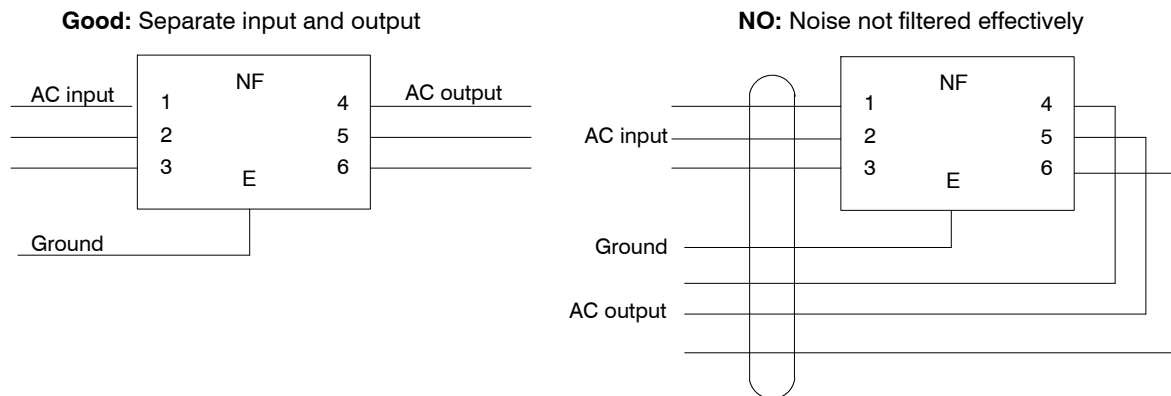 Good: Separate input and output
NF
AC input
1
4
AC output
2
5
3
6
E
Ground
NO: Noise not filtered effectively
NF
1
4
AC input
2
5
3
6
E
Ground
AC output